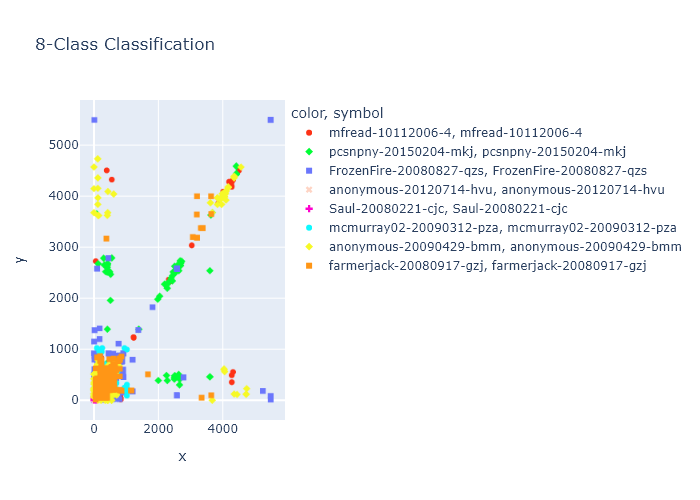 8-Class Classification
color, symbol
mfread-10112006-4, mfread-10112006-4
pcsnpny-20150204-mkj, pcsnpny-20150204-mkj
FrozenFire-20080827-qzs, FrozenFire-20080827-qzs
anonymous-20120714-hvu, anonymous-20120714-hvu
Saul-20080221-cjc, Saul-20080221-cjc
mcmurray02-20090312-pza, mcmurray02-20090312-pza
anonymous-20090429-bmm, anonymous-20090429-bmm
farmerjack-20080917-gzj, farmerjack-20080917-gzj
5000
4000
3000
2000
1000
0
y
0 2000 4000
x